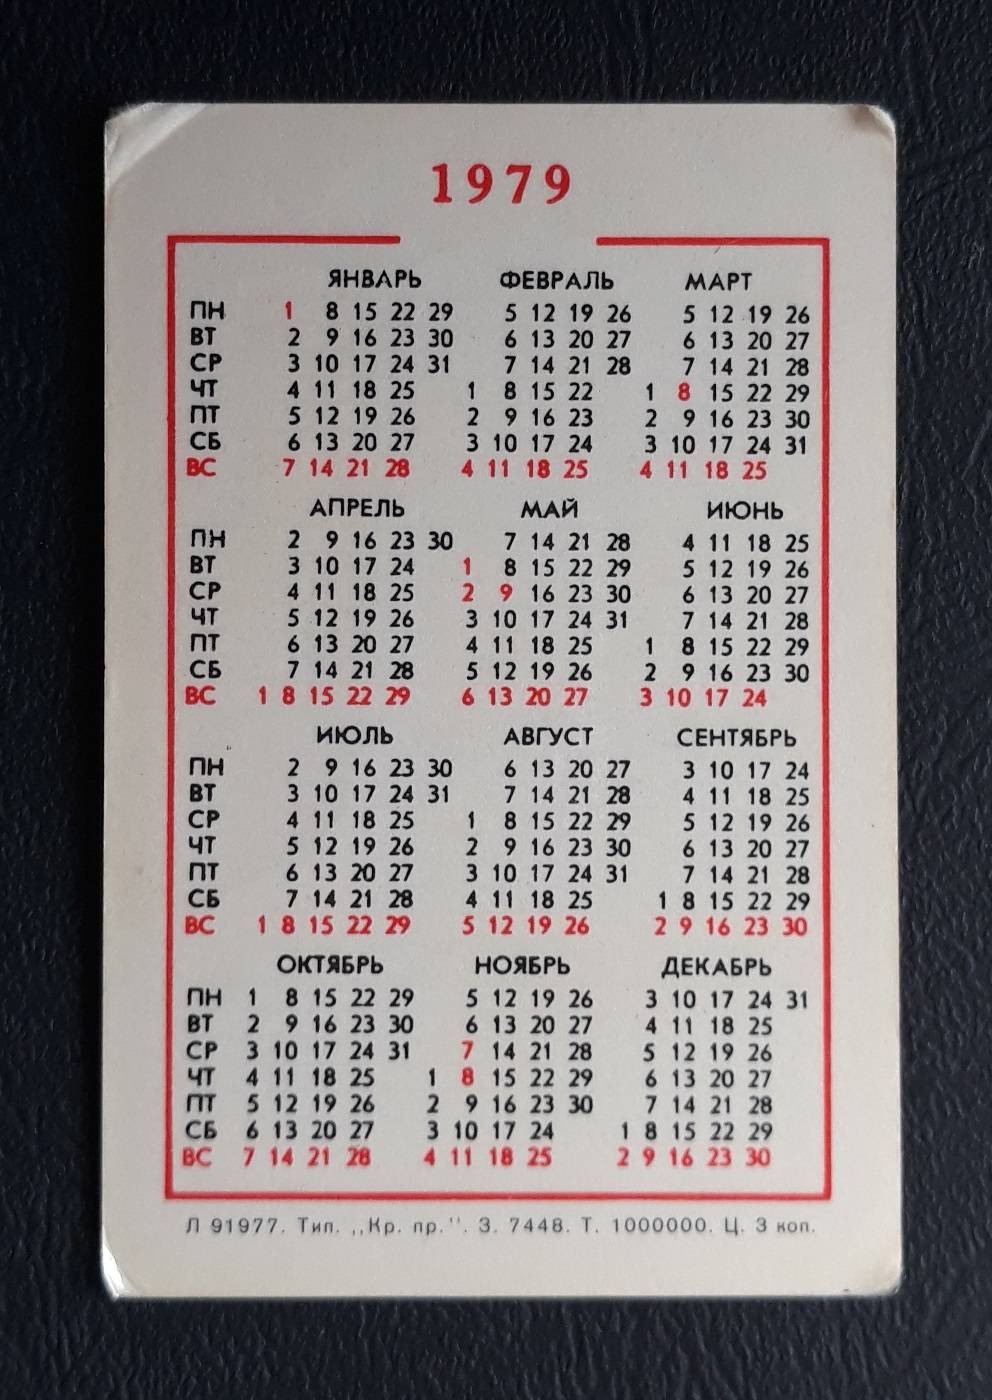 1979
ЯНВАРЬ ФЕВРАЛЬ МАРТ
ПН 1 8 15 22 29 5 12 19 26 5 12 19 26
ВТ 2 9 16 23 30 6 13 20 27 6 13 20 27
СР 3 10 17 24 31 7 14 21 28 7 14 21 28
ЧТ 4 11 18 25 1 8 15 22 1 8 15 22 29
ПТ 5 12 19 26 2 9 16 23 2 9 16 23 30
СБ 6 13 20 27 3 10 17 24 3 10 17 24 31
ВС 7 14 21 28 4 11 18 25 4 11 18 25
АПРЕЛЬ МАЙ ИЮНЬ
ПН 2 9 16 23 30 7 14 21 28 4 11 18 25
ВТ 3 10 17 24 1 8 15 22 29 5 12 19 26
СР 4 11 18 25 2 9 16 23 30 6 13 20 27
ЧТ 5 12 19 26 3 10 17 24 31 7 14 21 28
ПТ 6 13 20 27 4 11 18 25 1 8 15 22 29
СБ 7 14 21 28 5 12 19 26 2 9 16 23 30
ВС 1 8 15 22 29 6 13 20 27 3 10 17 24
ИЮЛЬ АВГУСТ СЕНТЯБРЬ
ПН 2 9 16 23 30 6 13 20 27 3 10 17 24
ВТ 3 10 17 24 31 7 14 21 28 4 11 18 25
СР 4 11 18 25 1 8 15 22 29 5 12 19 26
ЧТ 5 12 19 26 2 9 16 23 30 6 13 20 27
ПТ 6 13 20 27 3 10 17 24 31 7 14 21 28
СБ 7 14 21 28 4 11 18 25 1 8 15 22 29
ВС 1 8 15 22 29 5 12 19 26 2 9 16 23 30
ОКТЯБРЬ НОЯБРЬ ДЕКАБРЬ
ПН 1 8 15 22 29 5 12 19 26 3 10 17 24 31
ВТ 2 9 16 23 30 6 13 20 27 4 11 18 25
СР 3 10 17 24 31 7 14 21 28 5 12 19 26
ЧТ 4 11 18 25 1 8 15 22 29 6 13 20 27
ПТ 5 12 19 26 2 9 16 23 30 7 14 21 28
СБ 6 13 20 27 3 10 17 24 1 8 15 22 29
ВС 7 14 21 28 4 11 18 25 2 9 16 23 30
Л 91977. Тип. „Кр. пр.". З. 7448. Т. 1000000. Ц. 3 коп.